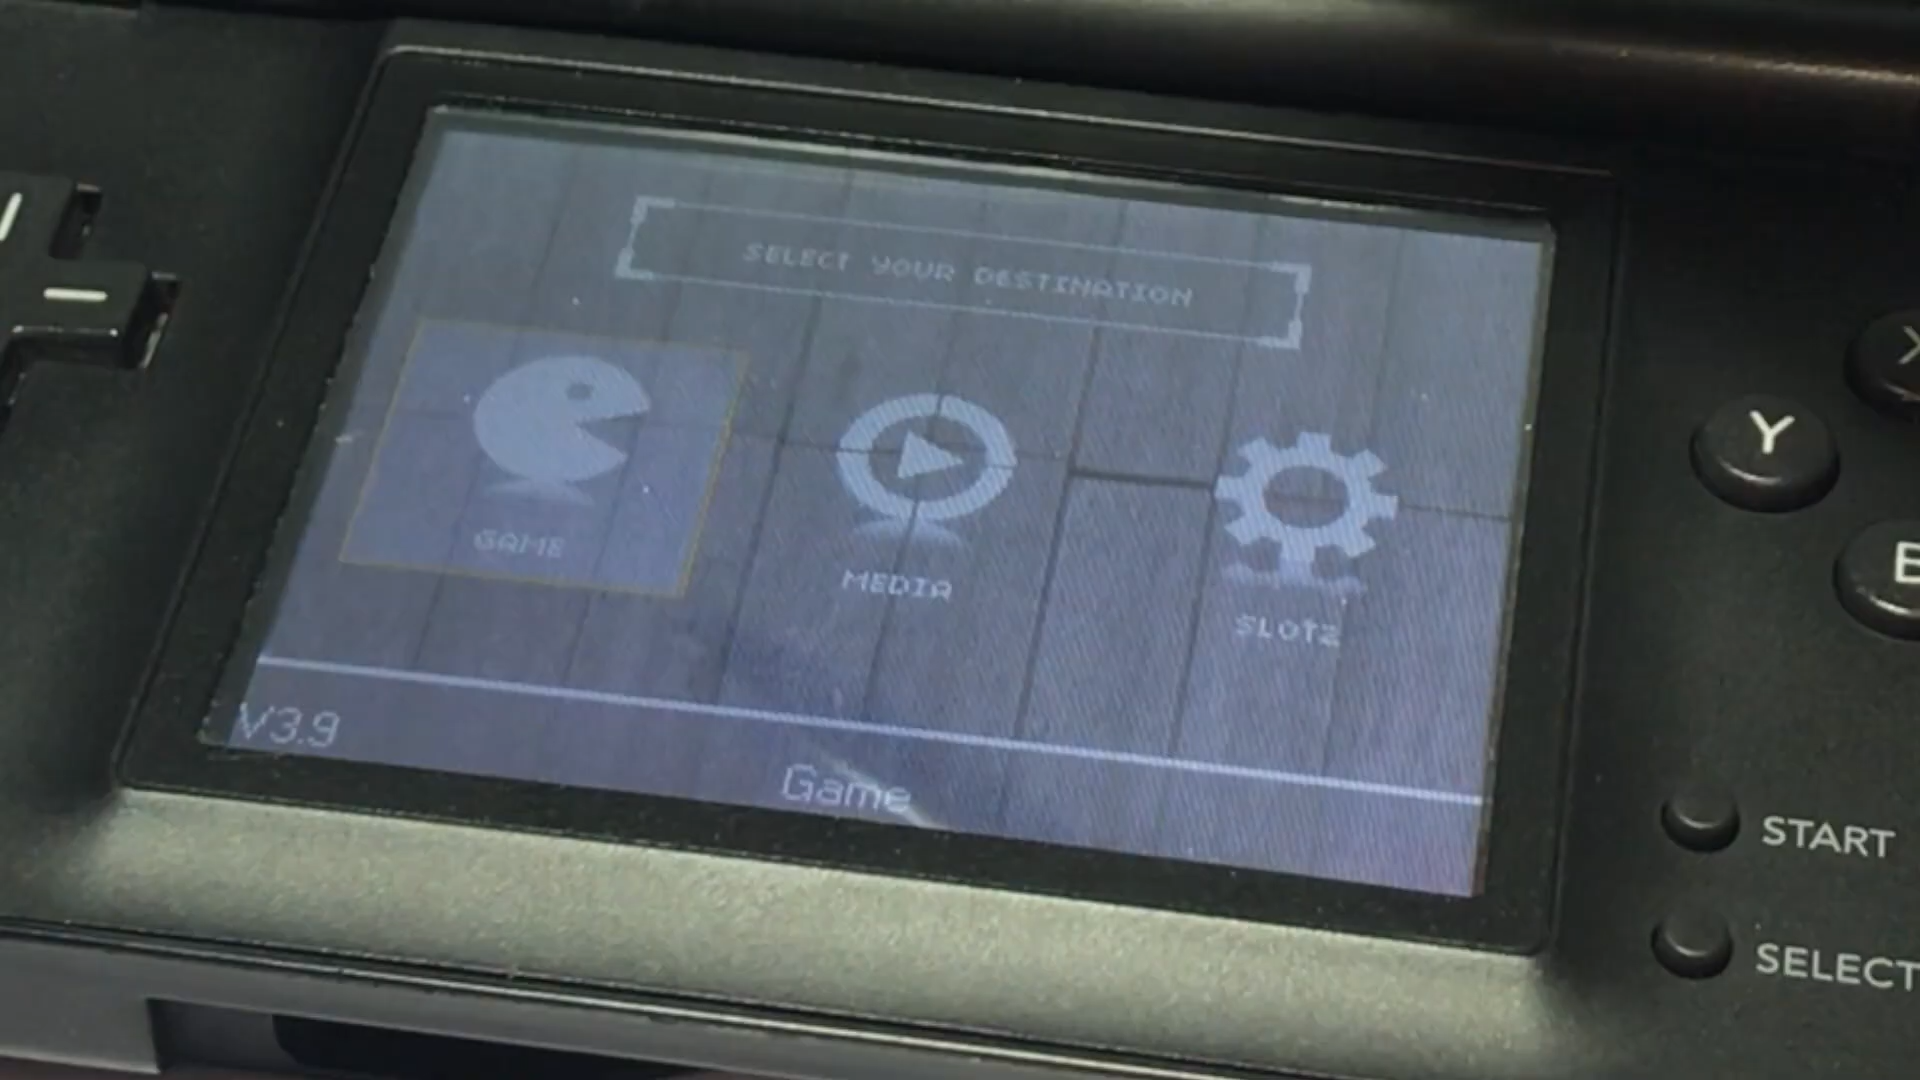 SELECT YOUR DESTINATION
GAME
MEDIA
SLOT2
V3.9
Game
Y
START
SELECT